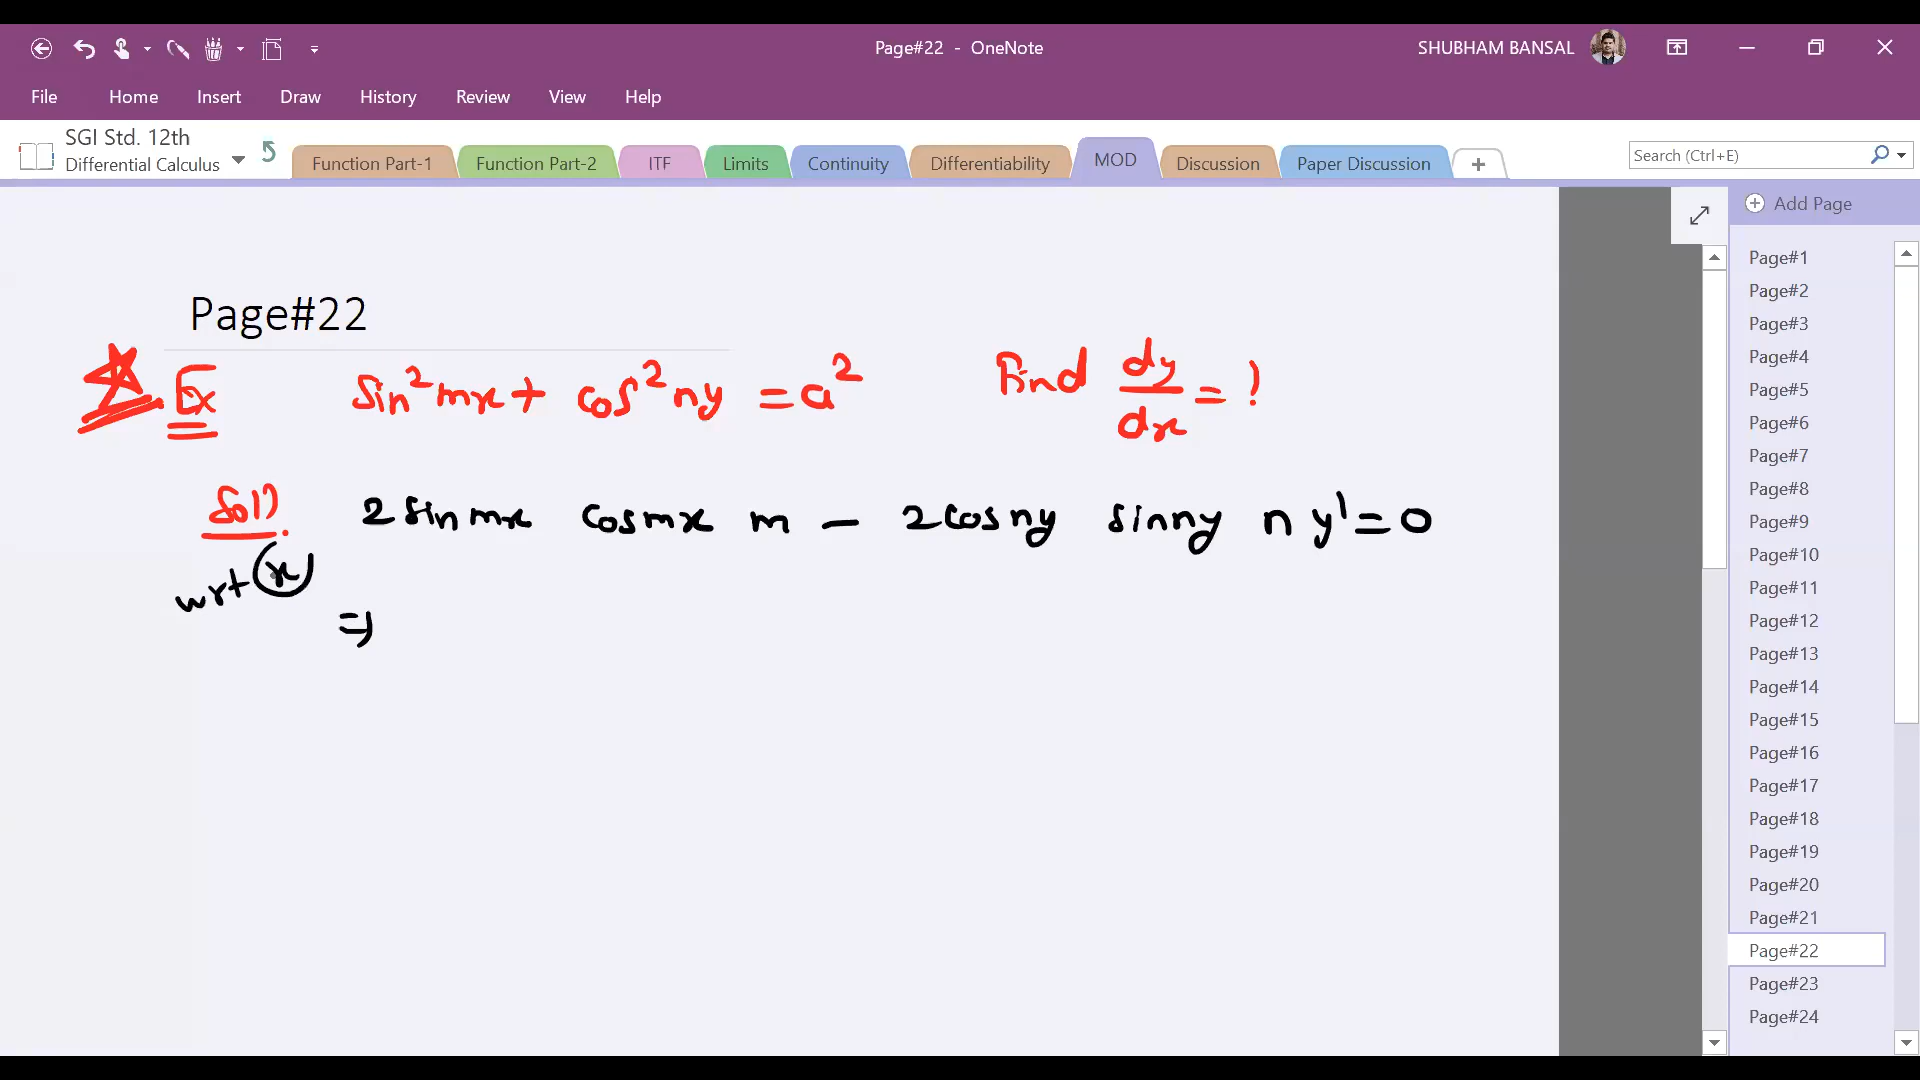 Page#22 - OneNote
SHUBHAM BANSAL
File Home Insert Draw History Review View Help
SGI Std. 12th
Differential Calculus
Function Part-1 Function Part-2 ITF Limits Continuity Differentiability MOD Discussion Paper Discussion +
Search (Ctrl+E)
Add Page
Page#22
Ex sin²mx + cos²ny = a² Find dy/dx = ?
Solⁿ. 2 sin mx cos mx m − 2 cos ny sin ny n y' = 0
wrt x
⇒
Page#1
Page#2
Page#3
Page#4
Page#5
Page#6
Page#7
Page#8
Page#9
Page#10
Page#11
Page#12
Page#13
Page#14
Page#15
Page#16
Page#17
Page#18
Page#19
Page#20
Page#21
Page#22
Page#23
Page#24